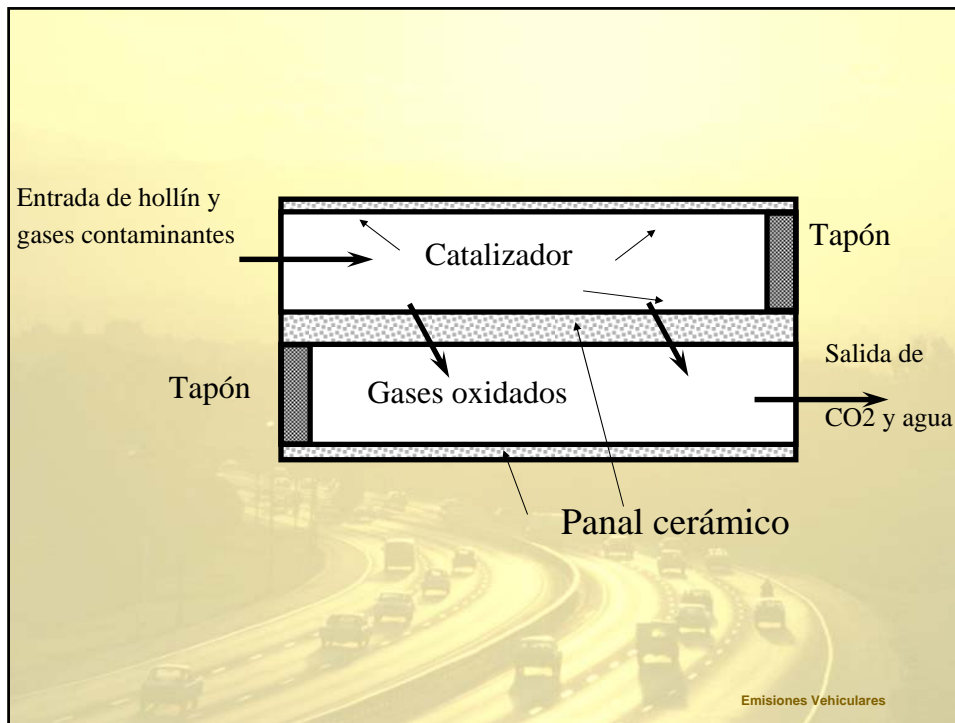 Entrada de hollín y
gases contaminantes
Catalizador
Tapón
Tapón
Gases oxidados
Salida de
CO2 y agua
Panal cerámico
Emisiones Vehiculares